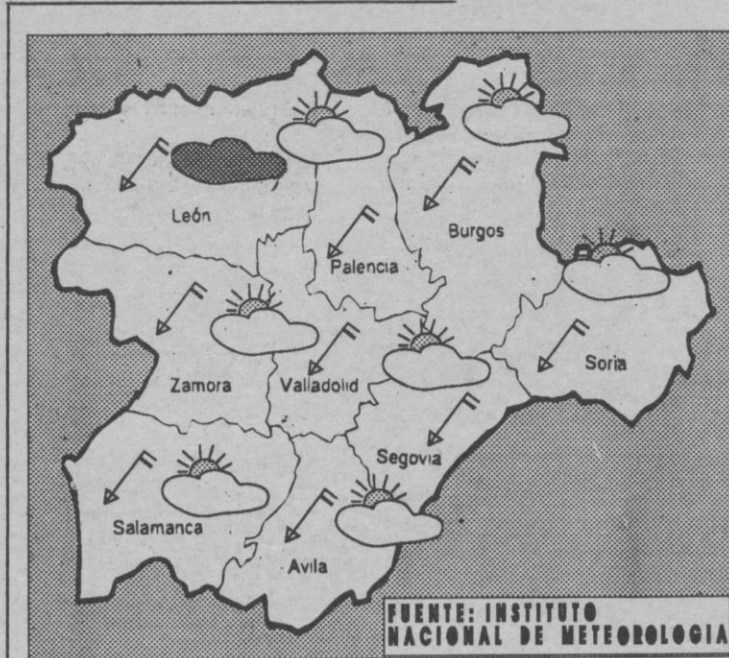 León
Burgos
Palencia
Soria
Zamora
Valladolid
Segovia
Salamanca
Avila
FUENTE: INSTITUTO
NACIONAL DE METEOROLOGIA